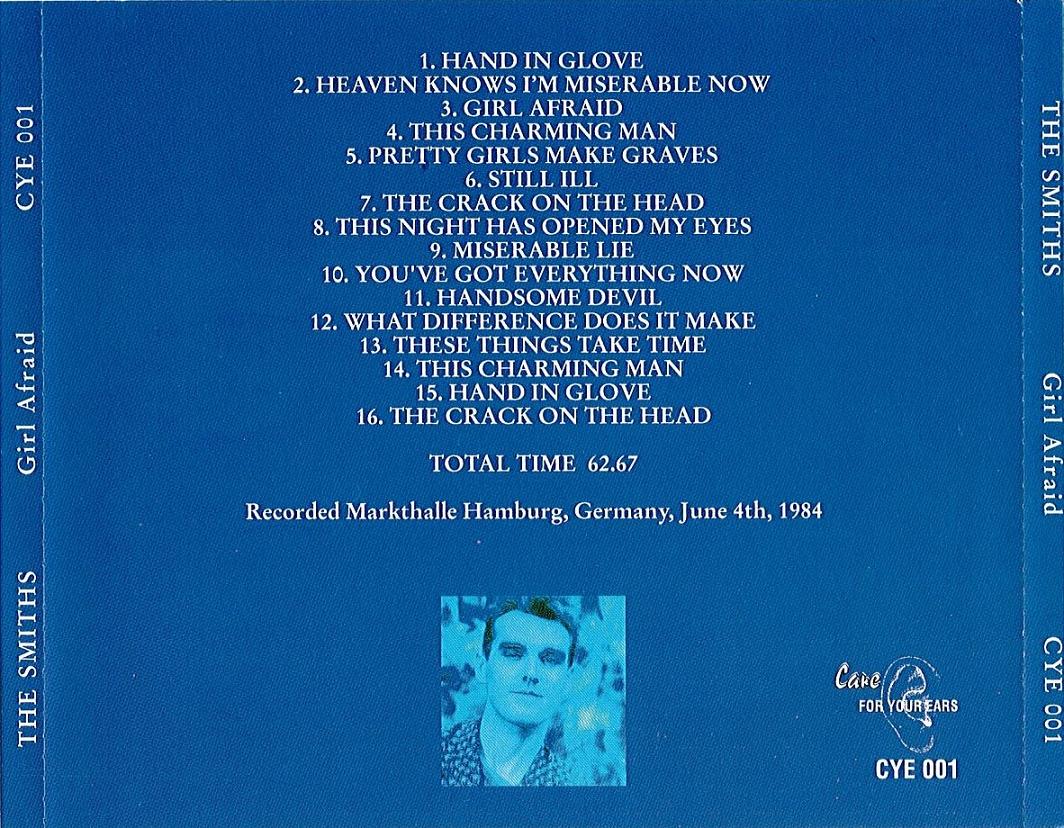 1. HAND IN GLOVE
2. HEAVEN KNOWS I'M MISERABLE NOW
3. GIRL AFRAID
4. THIS CHARMING MAN
5. PRETTY GIRLS MAKE GRAVES
6. STILL ILL
7. THE CRACK ON THE HEAD
8. THIS NIGHT HAS OPENED MY EYES
9. MISERABLE LIE
10. YOU'VE GOT EVERYTHING NOW
11. HANDSOME DEVIL
12. WHAT DIFFERENCE DOES IT MAKE
13. THESE THINGS TAKE TIME
14. THIS CHARMING MAN
15. HAND IN GLOVE
16. THE CRACK ON THE HEAD
TOTAL TIME 62.67
Recorded Markthalle Hamburg, Germany, June 4th, 1984
Care
FOR YOUR EARS
CYE 001
THE SMITHS Girl Afraid CYE 001
THE SMITHS Girl Afraid CYE 001